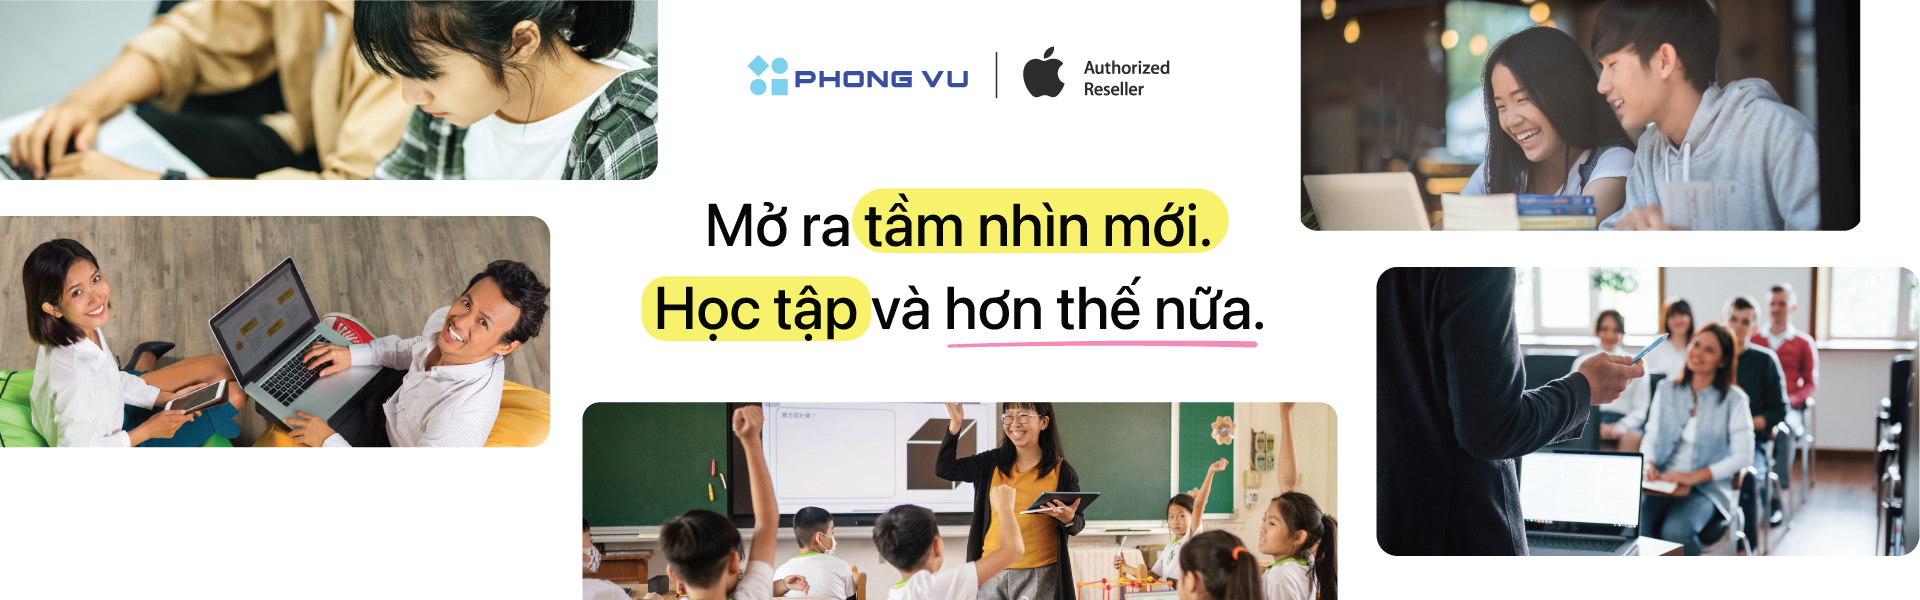 PHONG VU
Authorized
Reseller
Mở ra tầm nhìn mới.
Học tập và hơn thế nữa.